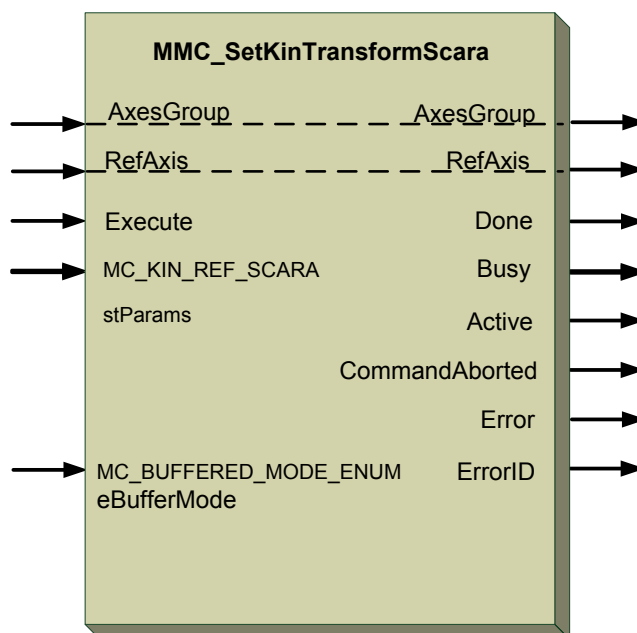 MMC_SetKinTransformScara
AxesGroup AxesGroup
RefAxis RefAxis
Execute Done
MC_KIN_REF_SCARA Busy
stParams Active
CommandAborted
Error
MC_BUFFERED_MODE_ENUM ErrorID
eBufferMode